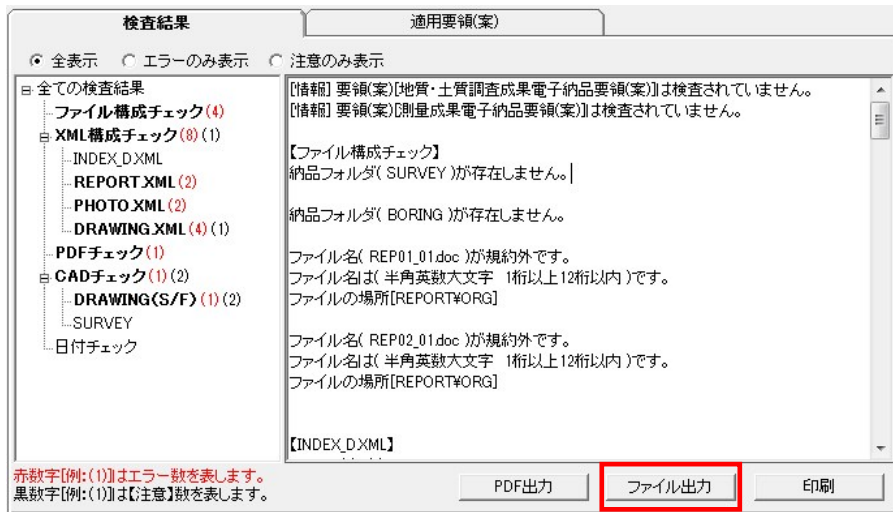 検査結果
適用要領(案)
全表示 エラーのみ表示 注意のみ表示
全ての検査結果
ファイル構成チェック(4)
XML構成チェック(8)(1)
INDEX_D.XML
REPORT.XML(2)
PHOTO.XML(2)
DRAWING.XML(4)(1)
PDFチェック(1)
CADチェック(1)(2)
DRAWING(S/F)(1)(2)
SURVEY
日付チェック
[情報] 要領(案)[地質・土質調査成果電子納品要領(案)]は検査されていません。
[情報] 要領(案)[測量成果電子納品要領(案)]は検査されていません。
【ファイル構成チェック】
納品フォルダ( SURVEY )が存在しません。
納品フォルダ( BORING )が存在しません。
ファイル名( REP01_01.doc )が規約外です。
ファイル名は( 半角英数大文字 1桁以上12桁以内 )です。
ファイルの場所[REPORT¥ORG]
ファイル名( REP02_01.doc )が規約外です。
ファイル名は( 半角英数大文字 1桁以上12桁以内 )です。
ファイルの場所[REPORT¥ORG]
【INDEX_D.XML】
赤数字[例:(1)]はエラー数を表します。
黒数字[例:(1)]は【注意】数を表します。
PDF出力
ファイル出力
印刷